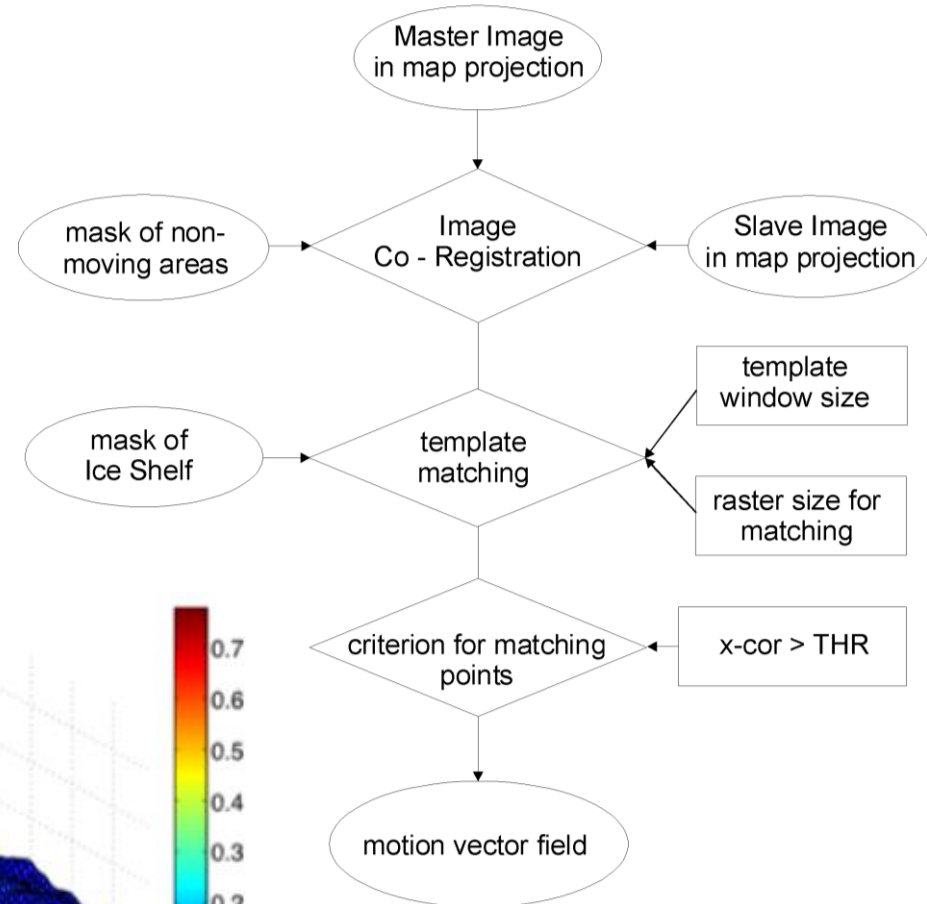 Master Image
in map projection
mask of non-
moving areas
Image
Co - Registration
Slave Image
in map projection
template
window size
mask of
Ice Shelf
template
matching
raster size for
matching
criterion for matching
points
x-cor > THR
motion vector field
0.7
0.6
0.5
0.4
0.3